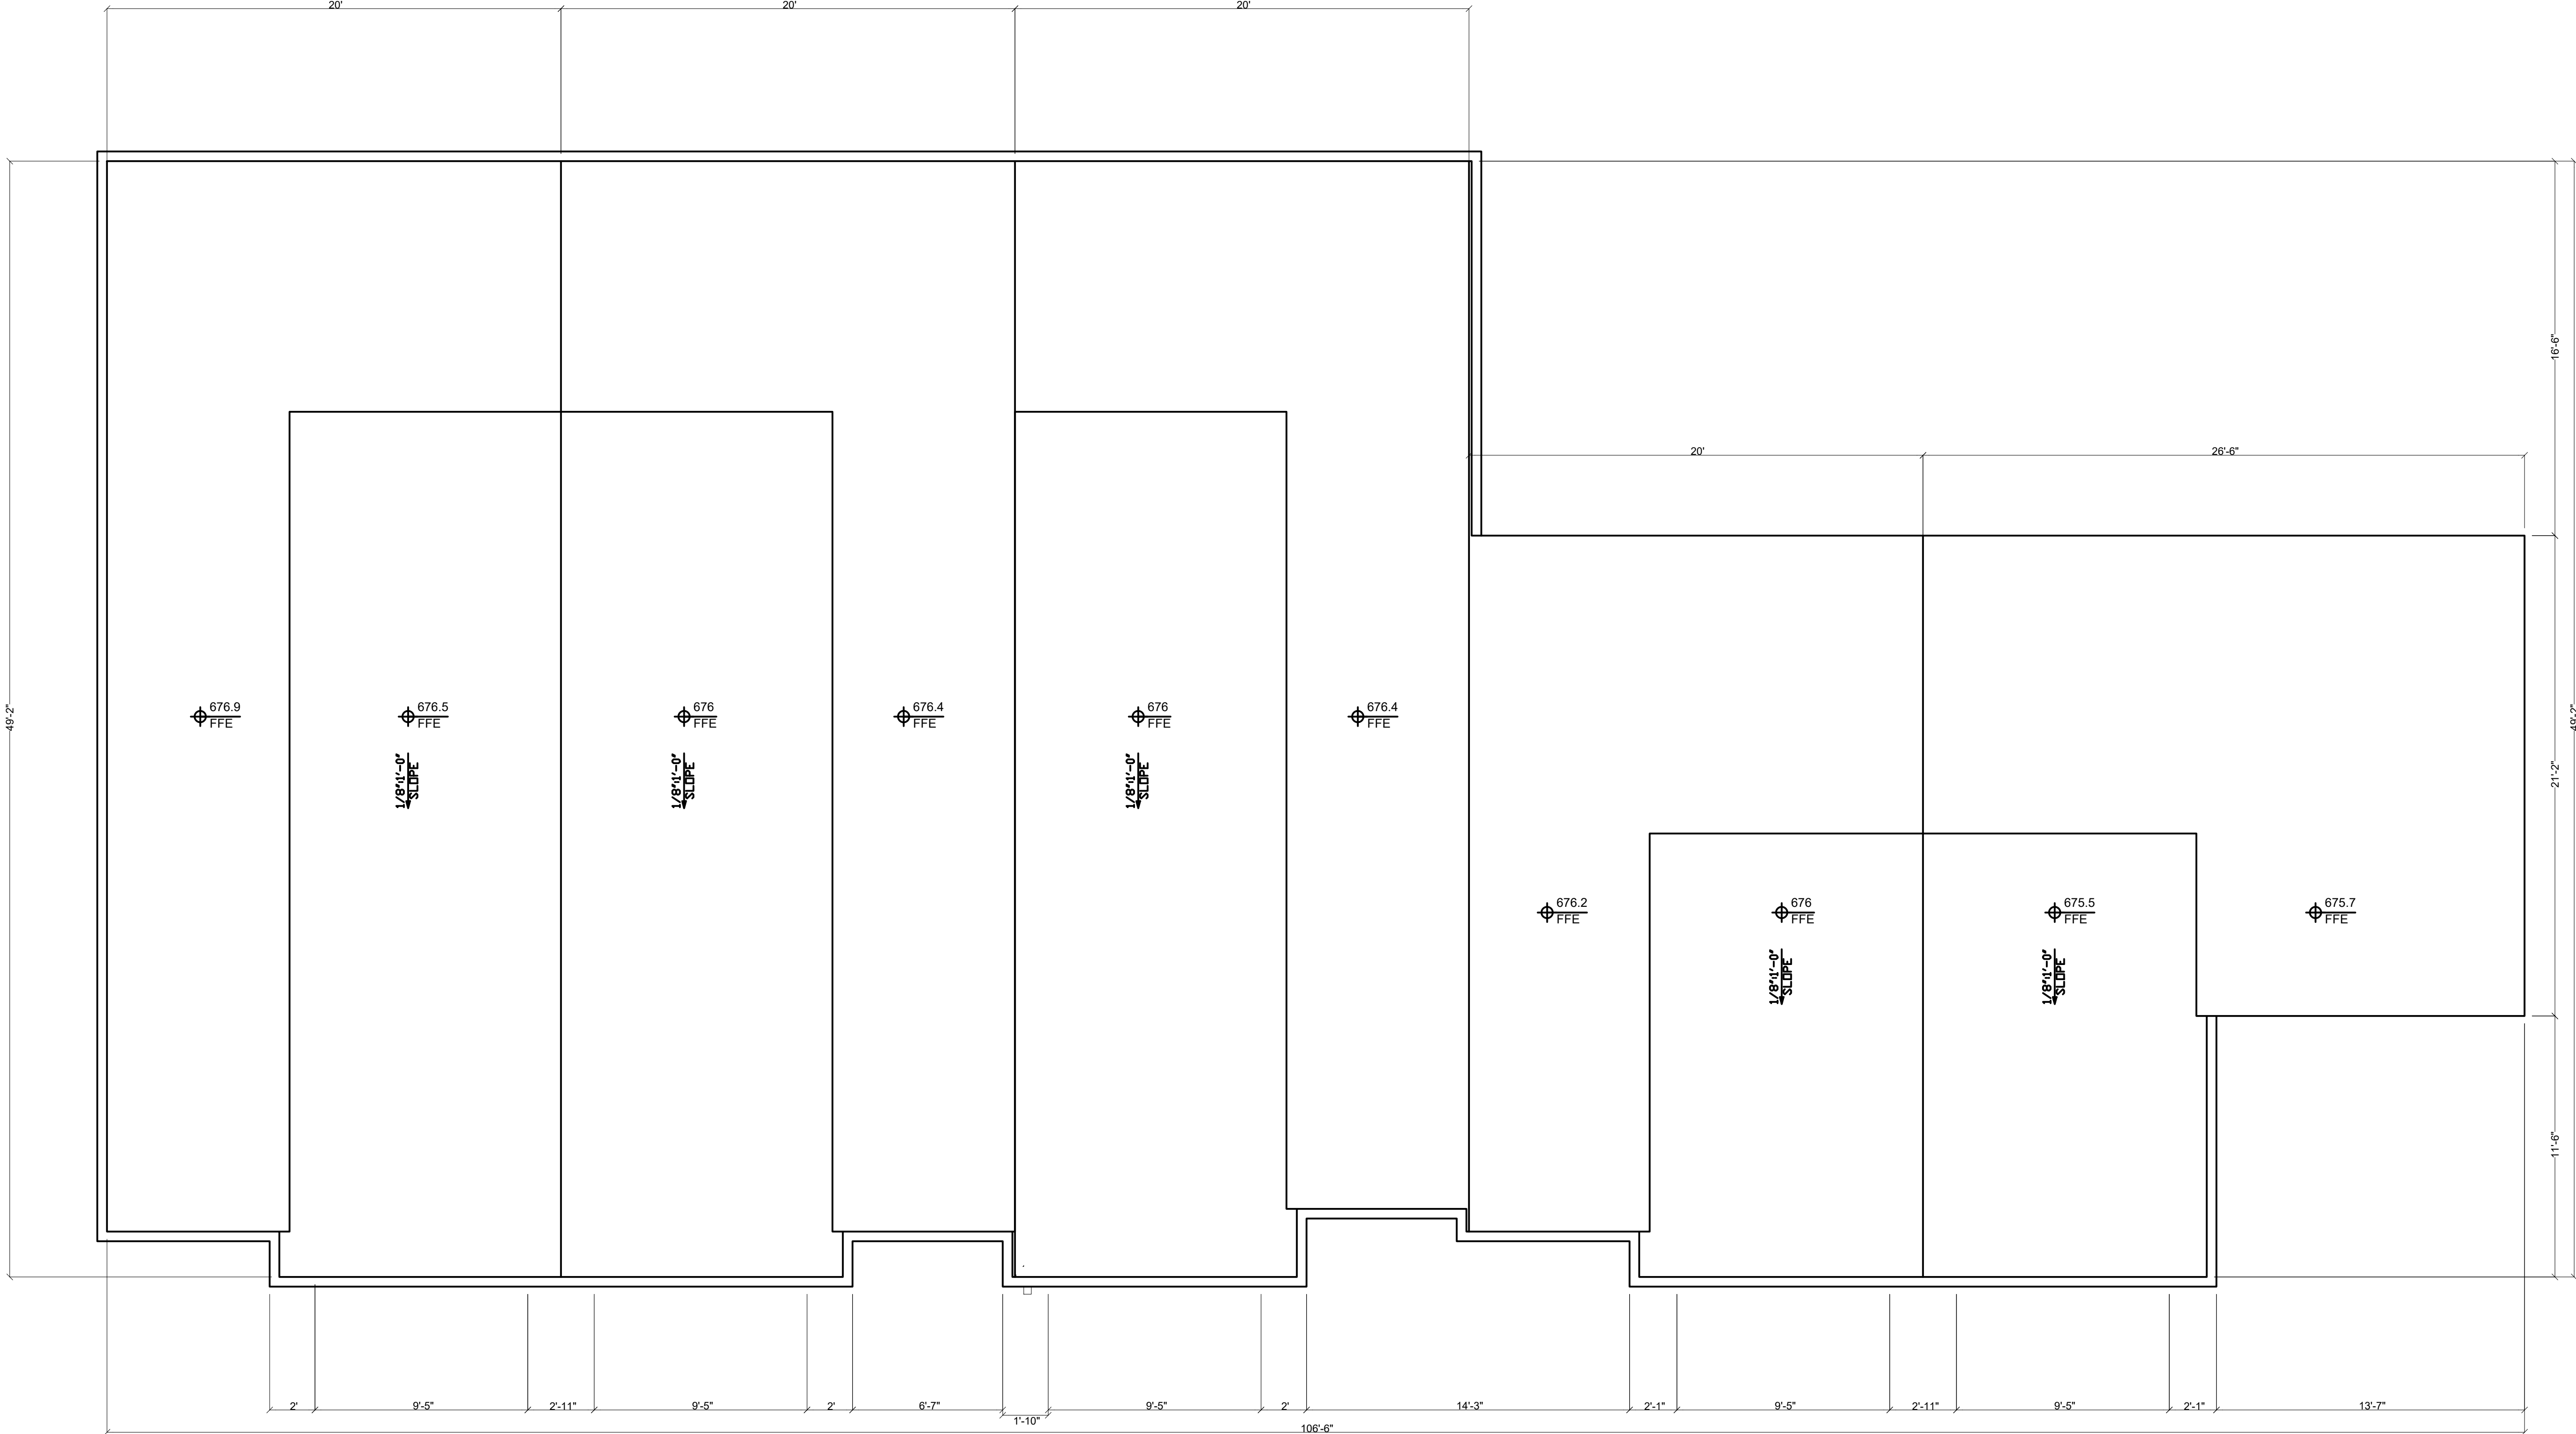 20'
20'
20'
16'-6"
20'
26'-6"
49'-2"
676.9
FFE
676.5
FFE
676
FFE
676.4
FFE
676
FFE
676.4
FFE
49'-2"
21'-2"
1/8":1'-0"
SLOPE
1/8":1'-0"
SLOPE
1/8":1'-0"
SLOPE
676.2
FFE
676
FFE
675.5
FFE
675.7
FFE
1/8":1'-0"
SLOPE
1/8":1'-0"
SLOPE
11'-6"
2'
9'-5"
2'-11"
9'-5"
2'
6'-7"
1'-10"
9'-5"
2'
14'-3"
2'-1"
9'-5"
2'-11"
9'-5"
2'-1"
13'-7"
106'-6"